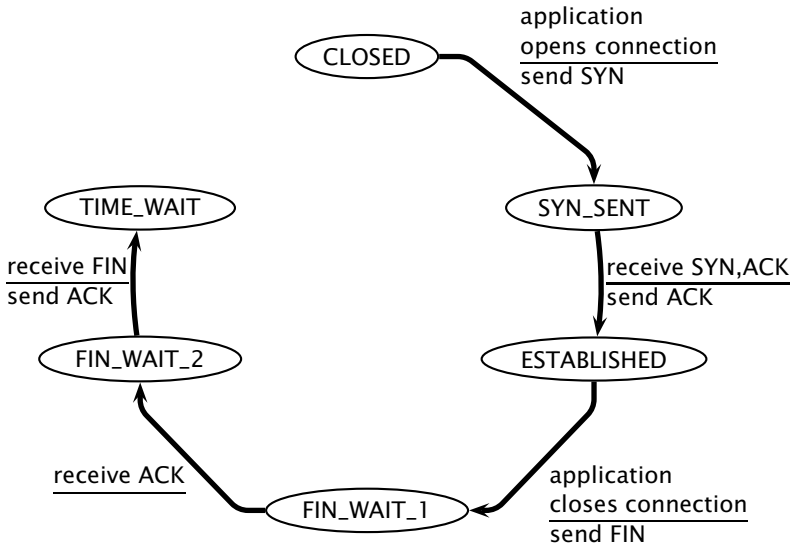 application
opens connection
send SYN
CLOSED
TIME_WAIT
SYN_SENT
receive FIN
send ACK
receive SYN,ACK
send ACK
FIN_WAIT_2
ESTABLISHED
receive ACK
FIN_WAIT_1
application
closes connection
send FIN